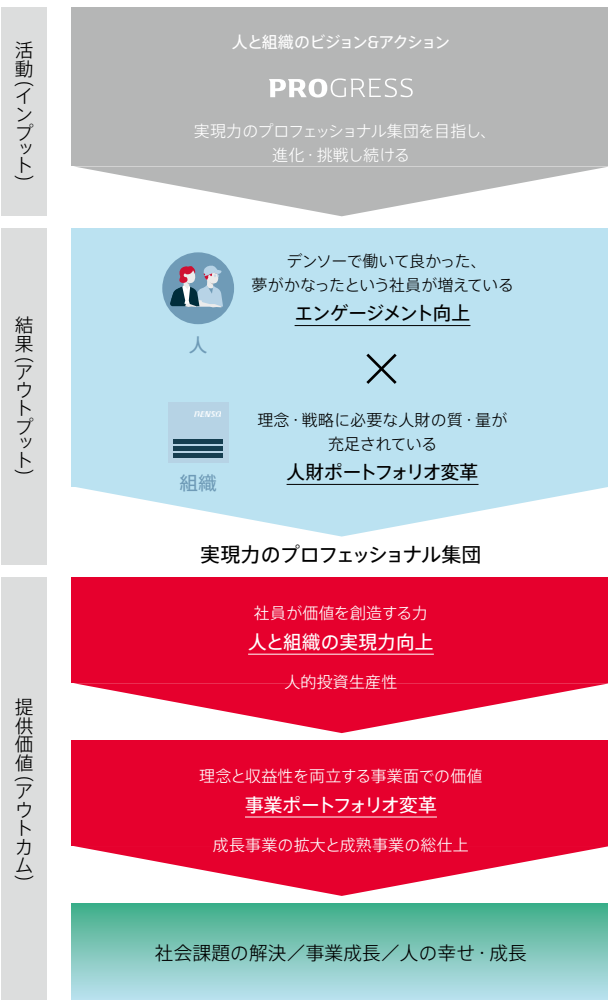 活動(インプット)
人と組織のビジョン&アクション
PROGRESS
実現力のプロフェッショナル集団を目指し、
進化・挑戦し続ける
結果(アウトプット)
デンソーで働いて良かった、
夢がかなったという社員が増えている
エンゲージメント向上
人
×
DENSO
理念・戦略に必要な人財の質・量が
充足されている
人財ポートフォリオ変革
組織
実現力のプロフェッショナル集団
提供価値(アウトカム)
社員が価値を創造する力
人と組織の実現力向上
人的投資生産性
理念と収益性を両立する事業面での価値
事業ポートフォリオ変革
成長事業の拡大と成熟事業の総仕上
社会課題の解決/事業成長/人の幸せ・成長